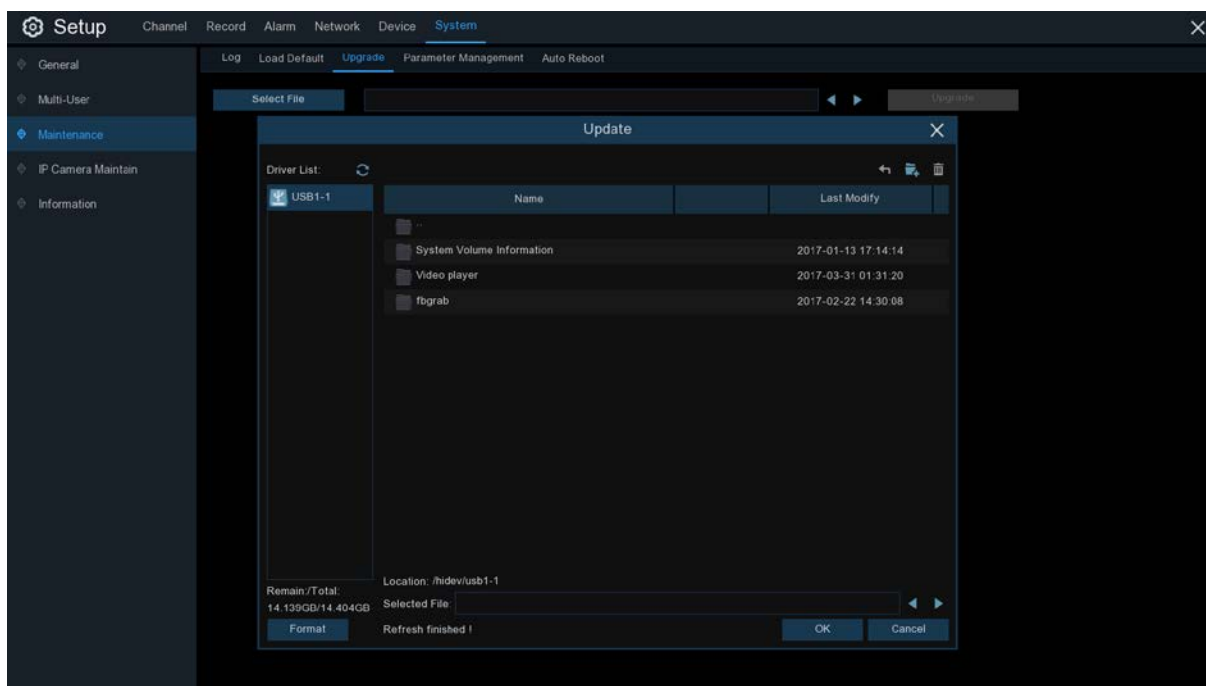 Setup Channel Record Alarm Network Device System
Log Load Default Upgrade Parameter Management Auto Reboot
General
Multi-User
Maintenance
IP Camera Maintain
Information
Select File Upgrade
Update
Driver List:
USB1-1
Name Last Modify
..
System Volume Information 2017-01-13 17:14:14
Video player 2017-03-31 01:31:20
fbgrab 2017-02-22 14:30:08
Remain:/Total:
14.139GB/14.404GB
Format
Location: /hidev/usb1-1
Selected File:
Refresh finished !
OK Cancel